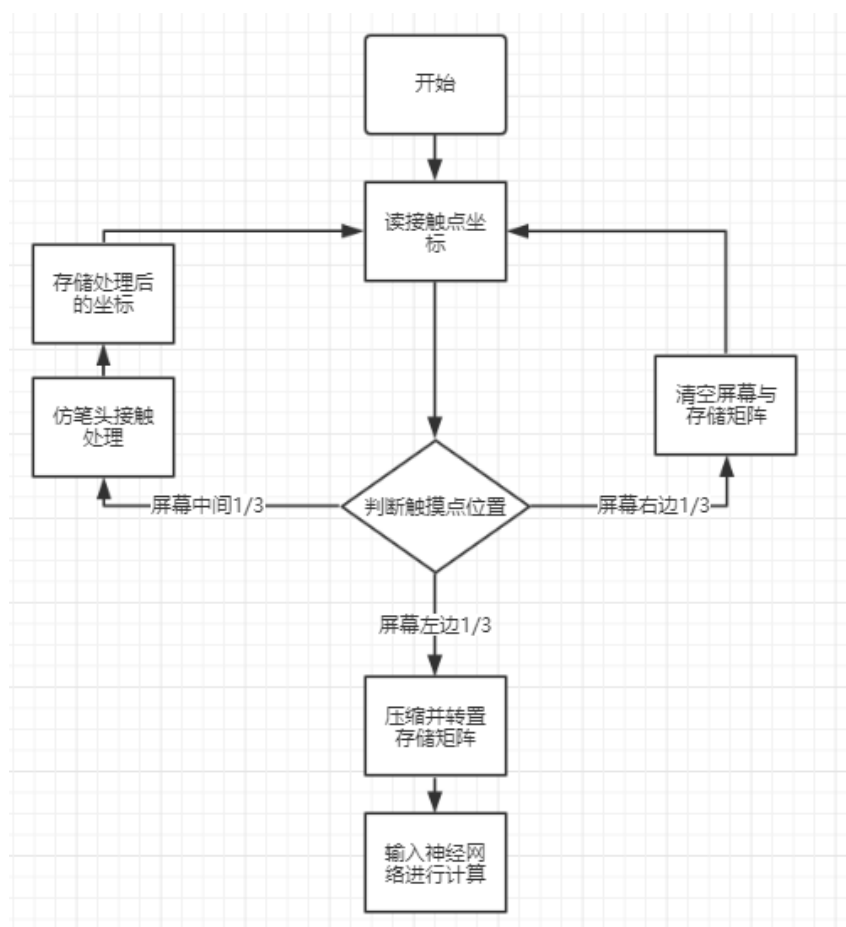 开始
读接触点坐
标
存储处理后
的坐标
仿笔头接触
处理
清空屏幕与
存储矩阵
屏幕中间1/3
判断触摸点位置
屏幕右边1/3
屏幕左边1/3
压缩并转置
存储矩阵
输入神经网
络进行计算